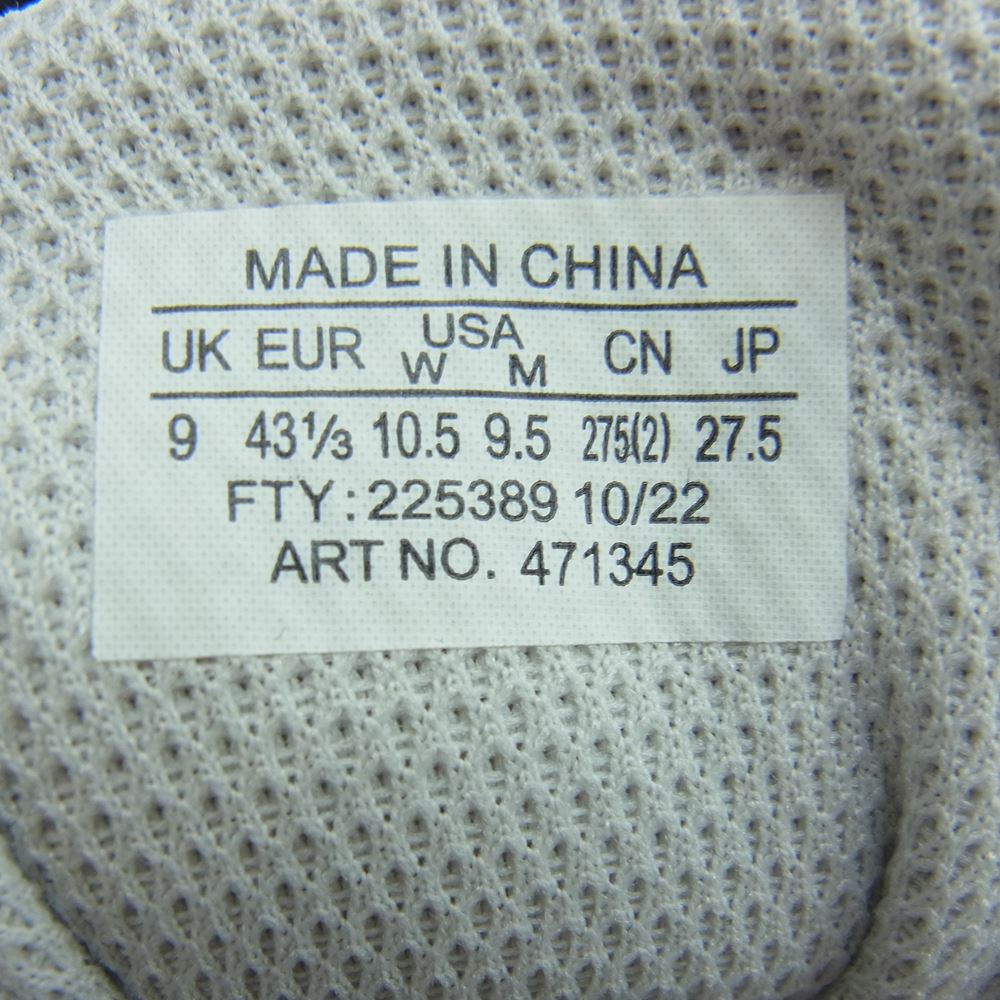 MADE IN CHINA
UK EUR USA W M CN JP
9 43⅓ 10.5 9.5 275(2) 27.5
FTY : 225389 10/22
ART NO. 471345